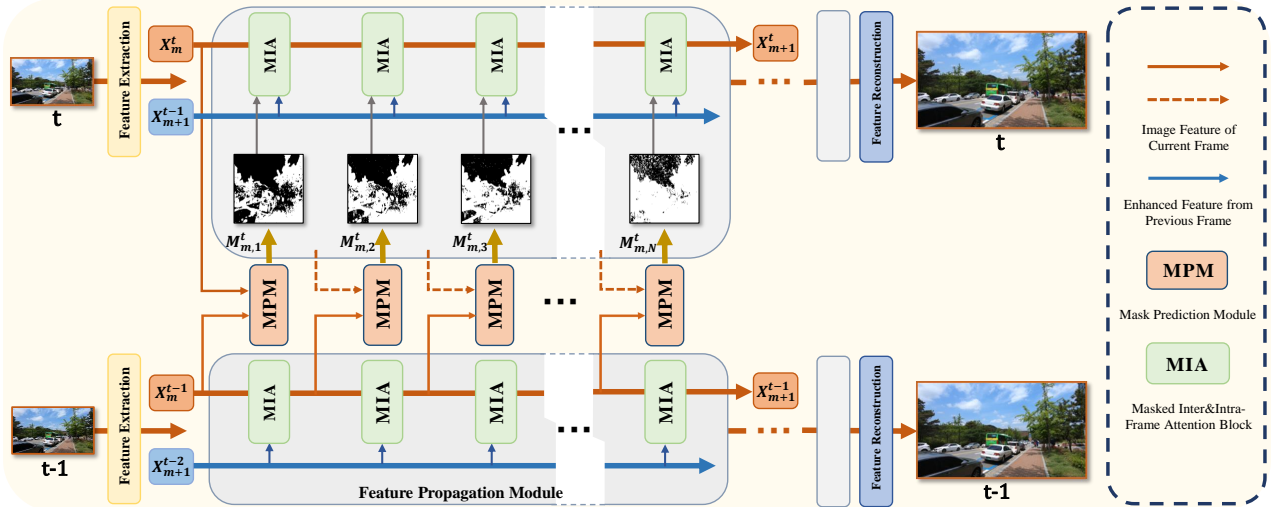 t
Feature Extraction
X_m^t
X_{m+1}^{t-1}
MIA
MIA
MIA
...
MIA
X_{m+1}^t
...
Feature Reconstruction
t
M_{m,1}^t
M_{m,2}^t
M_{m,3}^t
M_{m,N}^t
MPM
MPM
MPM
...
MPM
t-1
Feature Extraction
X_m^{t-1}
X_{m+1}^{t-2}
MIA
MIA
MIA
...
MIA
X_{m+1}^{t-1}
...
Feature Reconstruction
t-1
Feature Propagation Module
Image Feature of
Current Frame
Enhanced Feature from
Previous Frame
MPM
Mask Prediction Module
MIA
Masked Inter&Intra-
Frame Attention Block